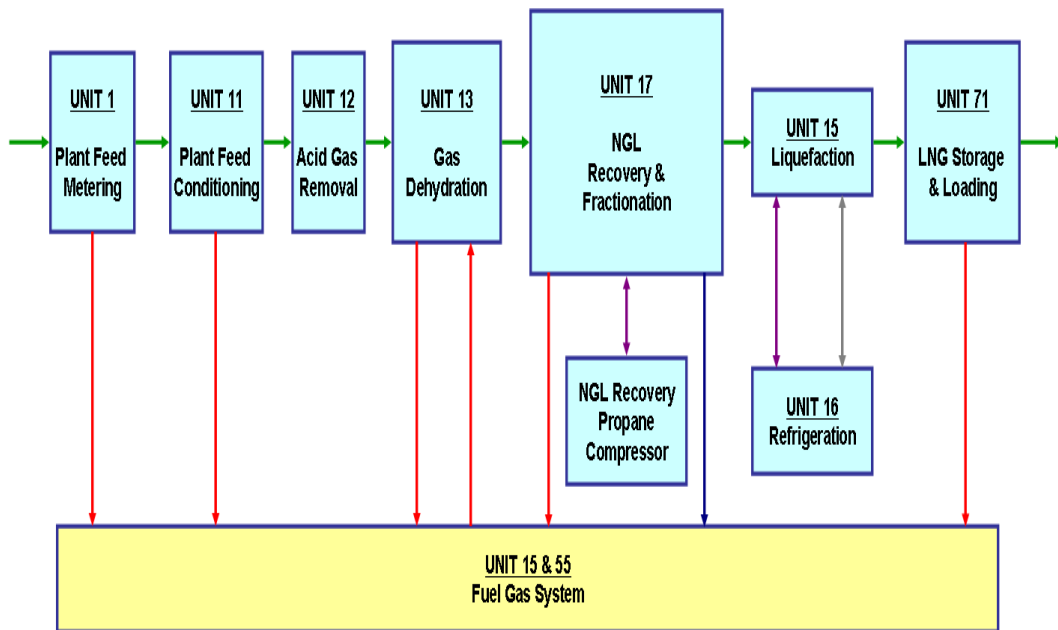 UNIT 1
Plant Feed
Metering
UNIT 11
Plant Feed
Conditioning
UNIT 12
Acid Gas
Removal
UNIT 13
Gas
Dehydration
UNIT 17
NGL
Recovery &
Fractionation
UNIT 15
Liquefaction
UNIT 71
LNG Storage
& Loading
NGL Recovery
Propane
Compressor
UNIT 16
Refrigeration
UNIT 15 & 55
Fuel Gas System